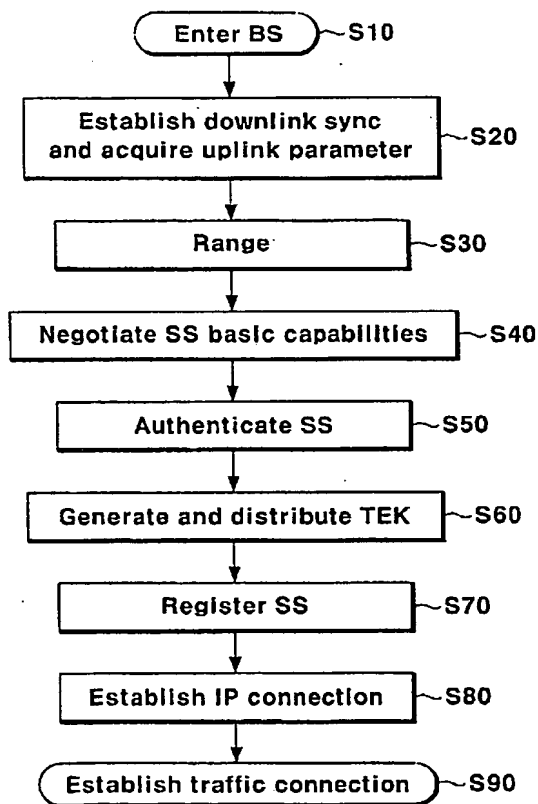 Enter BS ~S10
Establish downlink sync
and acquire uplink parameter ~S20
Range ~S30
Negotiate SS basic capabilities ~S40
Authenticate SS ~S50
Generate and distribute TEK ~S60
Register SS ~S70
Establish IP connection ~S80
Establish traffic connection ~S90